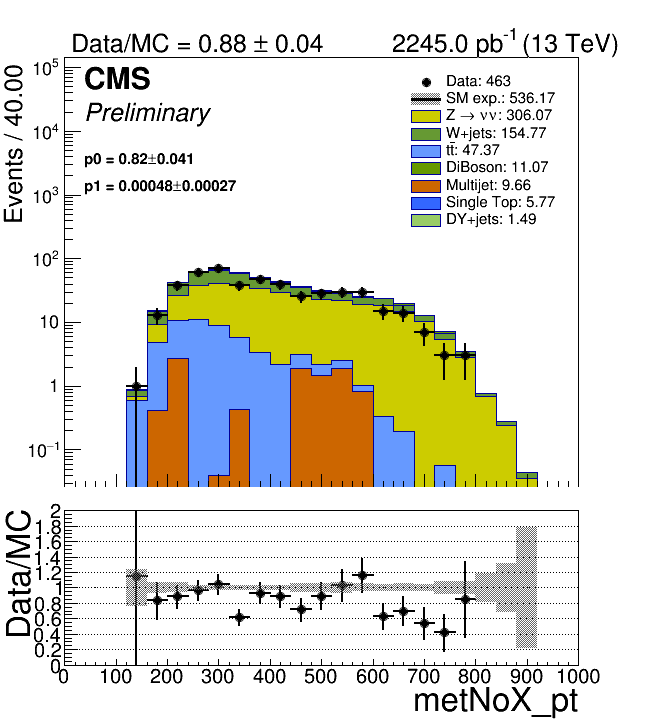 Data/MC = 0.88 ± 0.04
2245.0 pb⁻¹ (13 TeV)
CMS
Preliminary
p0 = 0.82±0.041
p1 = 0.00048±0.00027
Data: 463
SM exp.: 536.17
Z → νν: 306.07
W+jets: 154.77
tt̄: 47.37
DiBoson: 11.07
Multijet: 9.66
Single Top: 5.77
DY+jets: 1.49
Events / 40.00
10⁵
10⁴
10³
10²
10
1
10⁻¹
Data/MC
2
1.8
1.6
1.4
1.2
1
0.8
0.6
0.4
0.2
0
0 100 200 300 400 500 600 700 800 900 1000
metNoX_pt